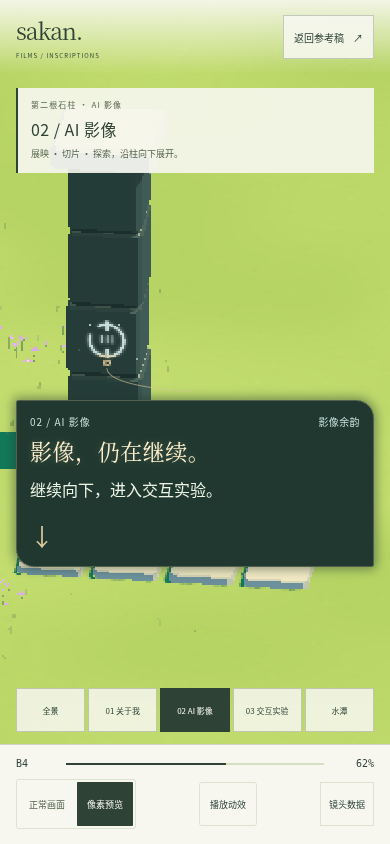 sakan.
FILMS / INSCRIPTIONS
返回参考稿 ↗
第二根石柱 · AI 影像
02 / AI 影像
展映・切片・探索，沿柱向下展开。
02 / AI 影像
影像余韵
影像，仍在继续。
继续向下，进入交互实验。
↓
全景
01 关于我
02 AI 影像
03 交互实验
水潭
B4
62%
正常画面
像素预览
播放动效
镜头数据